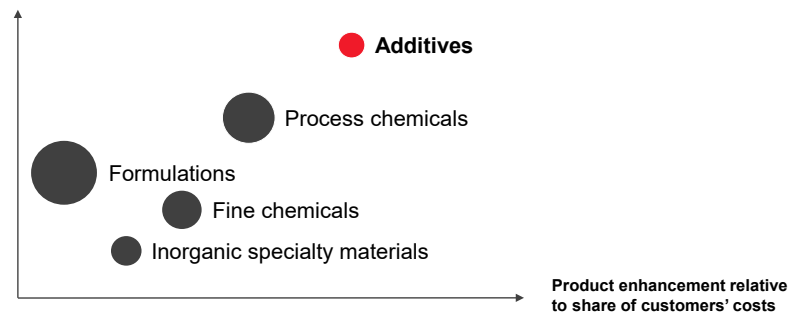 Additives
Process chemicals
Formulations
Fine chemicals
Inorganic specialty materials
Product enhancement relative
to share of customers’ costs